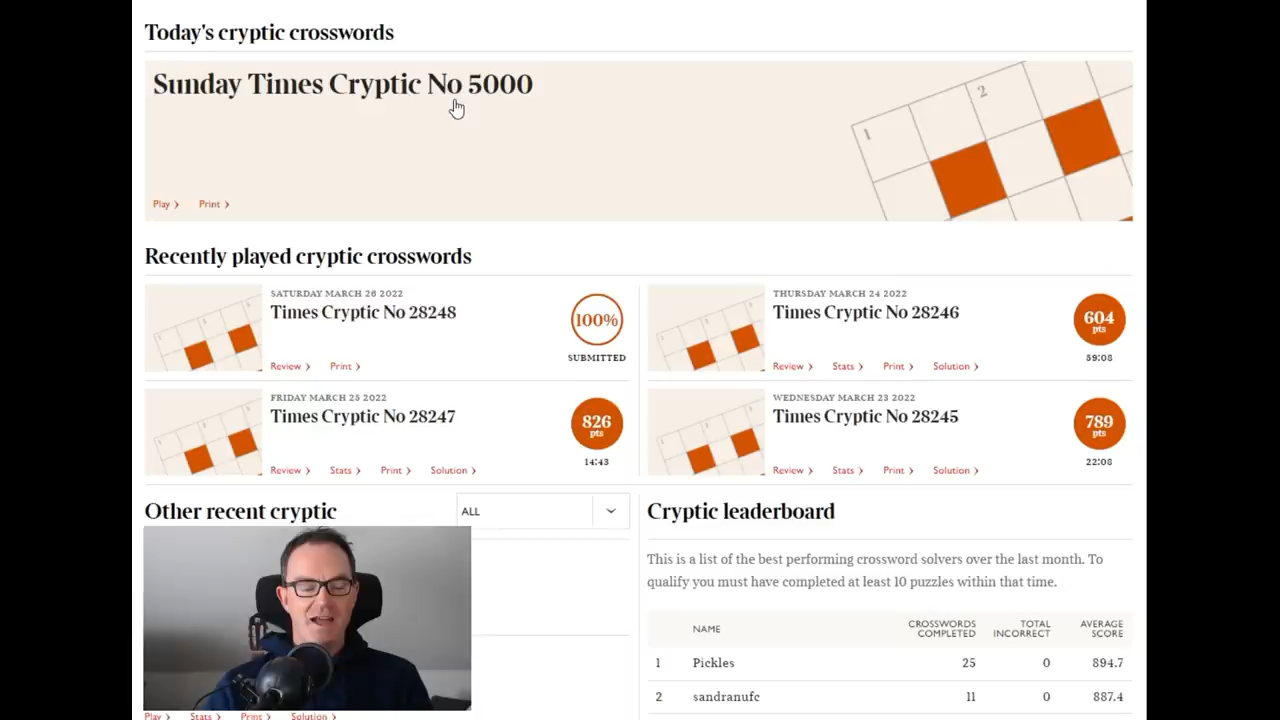 Today's cryptic crosswords
Sunday Times Cryptic No 5000
1
2
Play >
Print >
Recently played cryptic crosswords
SATURDAY MARCH 26 2022
Times Cryptic No 28248
Review >
Print >
100%
SUBMITTED
THURSDAY MARCH 24 2022
Times Cryptic No 28246
Review >
Stats >
Print >
Solution >
604
pts
59:08
FRIDAY MARCH 25 2022
Times Cryptic No 28247
Review >
Stats >
Print >
Solution >
826
pts
14:43
WEDNESDAY MARCH 23 2022
Times Cryptic No 28245
Review >
Stats >
Print >
Solution >
789
pts
22:08
Other recent cryptic
ALL
Play >
Stats >
Print >
Solution >
Cryptic leaderboard
This is a list of the best performing crossword solvers over the last month. To
qualify you must have completed at least 10 puzzles within that time.
NAME
CROSSWORDS
COMPLETED
TOTAL
INCORRECT
AVERAGE
SCORE
1 Pickles 25 0 894.7
2 sandranufc 11 0 887.4